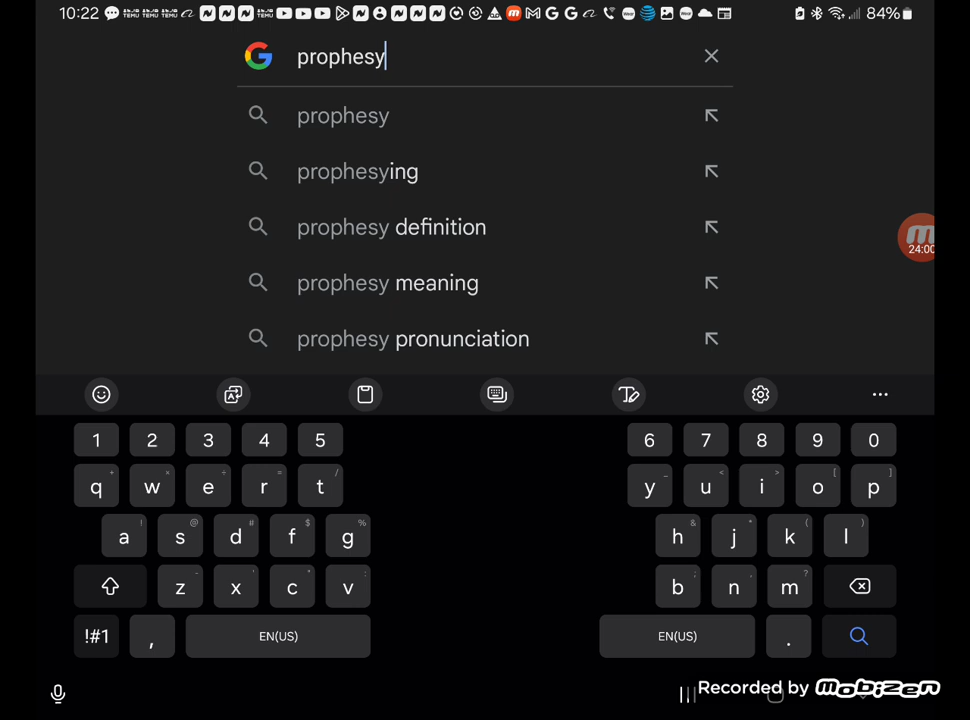 10:22 84%
prophesy
prophesy
prophesying
prophesy definition
prophesy meaning
prophesy pronunciation
24:00
1 2 3 4 5 6 7 8 9 0
q w e r t y u i o p
a s d f g h j k l
z x c v b n m
!#1 , EN(US) EN(US) .
Recorded by mobizen